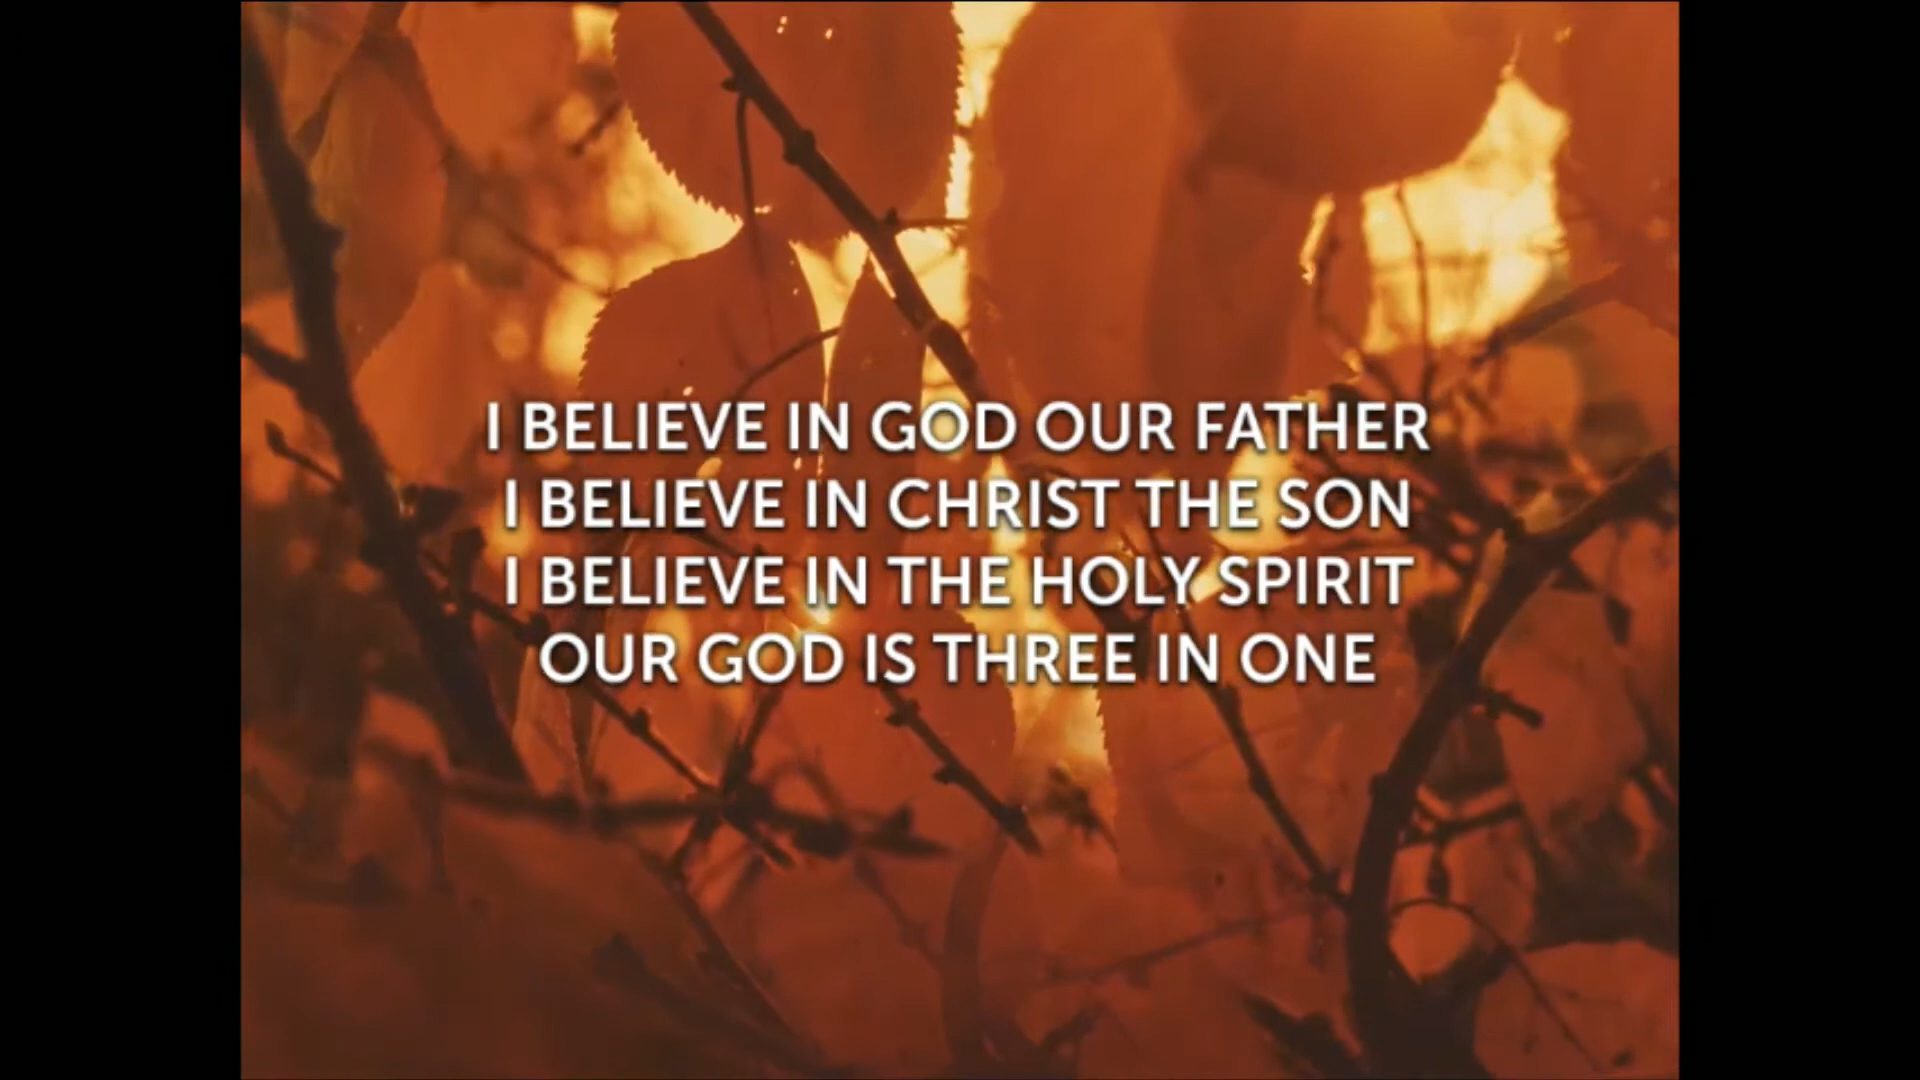 I BELIEVE IN GOD OUR FATHER
I BELIEVE IN CHRIST THE SON
I BELIEVE IN THE HOLY SPIRIT
OUR GOD IS THREE IN ONE